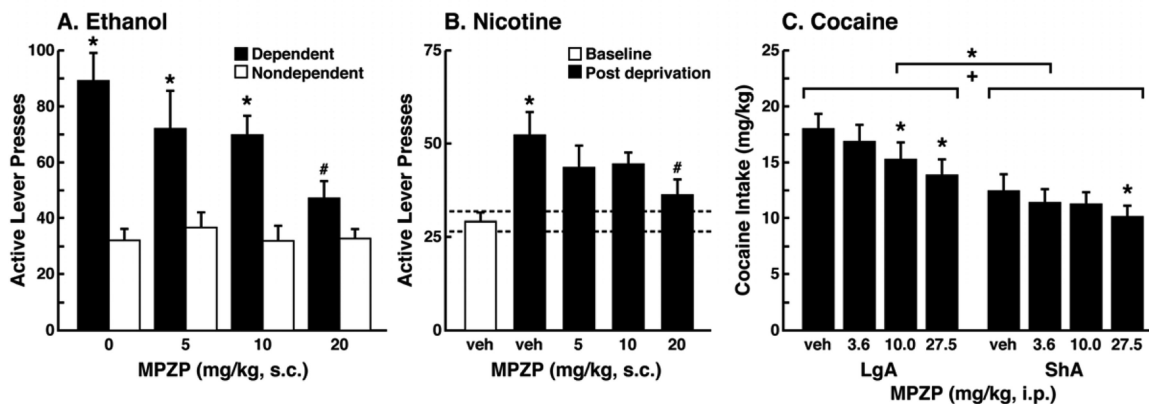 A. Ethanol
100
80
60
40
20
0
Active Lever Presses
*
*
*
#
Dependent
Nondependent
0 5 10 20
MPZP (mg/kg, s.c.)
B. Nicotine
75
50
25
0
Active Lever Presses
*
#
Baseline
Post deprivation
veh veh 5 10 20
MPZP (mg/kg, s.c.)
C. Cocaine
25
20
15
10
5
0
Cocaine Intake (mg/kg)
*
+
*
*
*
veh 3.6 10.0 27.5 veh 3.6 10.0 27.5
LgA ShA
MPZP (mg/kg, i.p.)